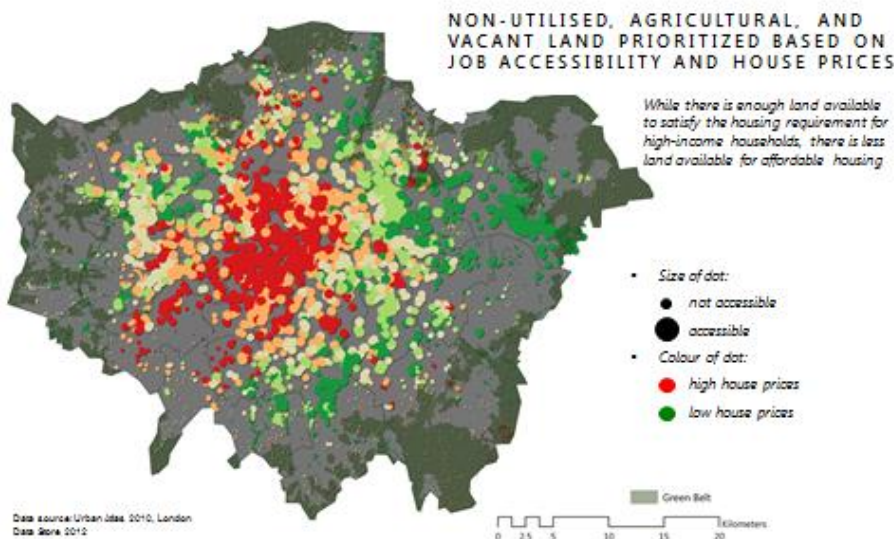 NON-UTILISED, AGRICULTURAL, AND
VACANT LAND PRIORITIZED BASED ON
JOB ACCESSIBILITY AND HOUSE PRICES
While there is enough land available
to satisfy the housing requirement for
high-income households, there is less
land available for affordable housing
• Size of dot:
not accessible
accessible
• Colour of dot:
high house prices
low house prices
Green Belt
Kilometers
0 2.5 5 10 15 20
Data source: Urban Atlas 2010, London
Data Store 2012